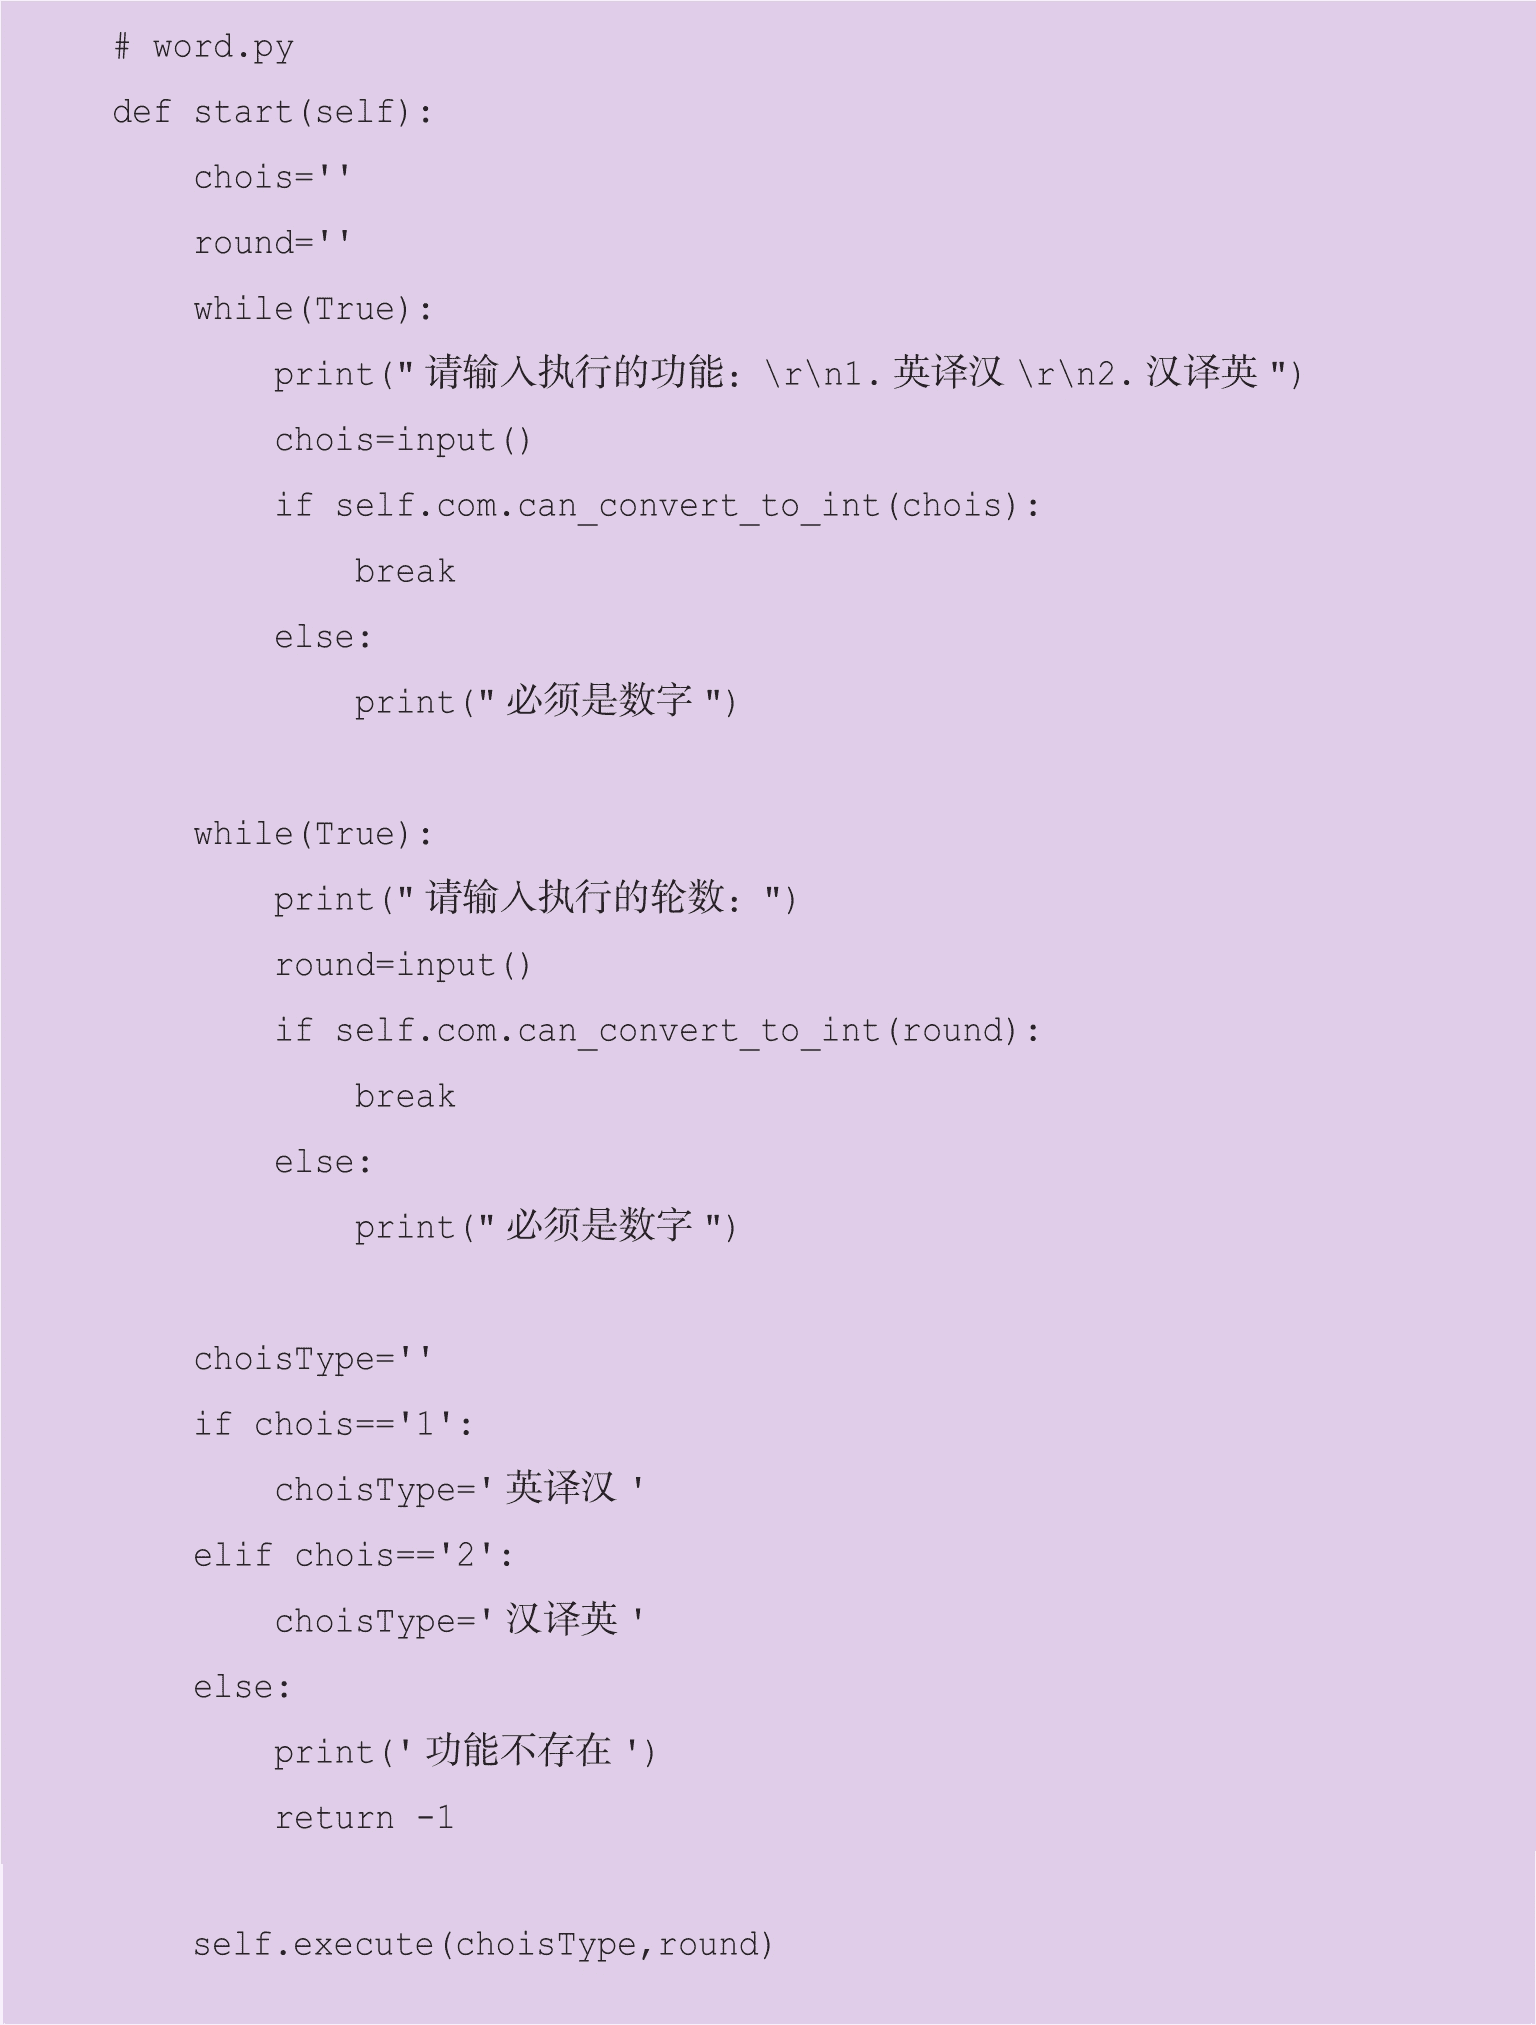 # word.py
def start(self):
    chois=''
    round=''
    while(True):
        print("请输入执行的功能：\r\n1.英译汉\r\n2.汉译英")
        chois=input()
        if self.com.can_convert_to_int(chois):
            break
        else:
            print("必须是数字")

    while(True):
        print("请输入执行的轮数：")
        round=input()
        if self.com.can_convert_to_int(round):
            break
        else:
            print("必须是数字")

    choisType=''
    if chois=='1':
        choisType='英译汉'
    elif chois=='2':
        choisType='汉译英'
    else:
        print('功能不存在')
        return -1

    self.execute(choisType,round)